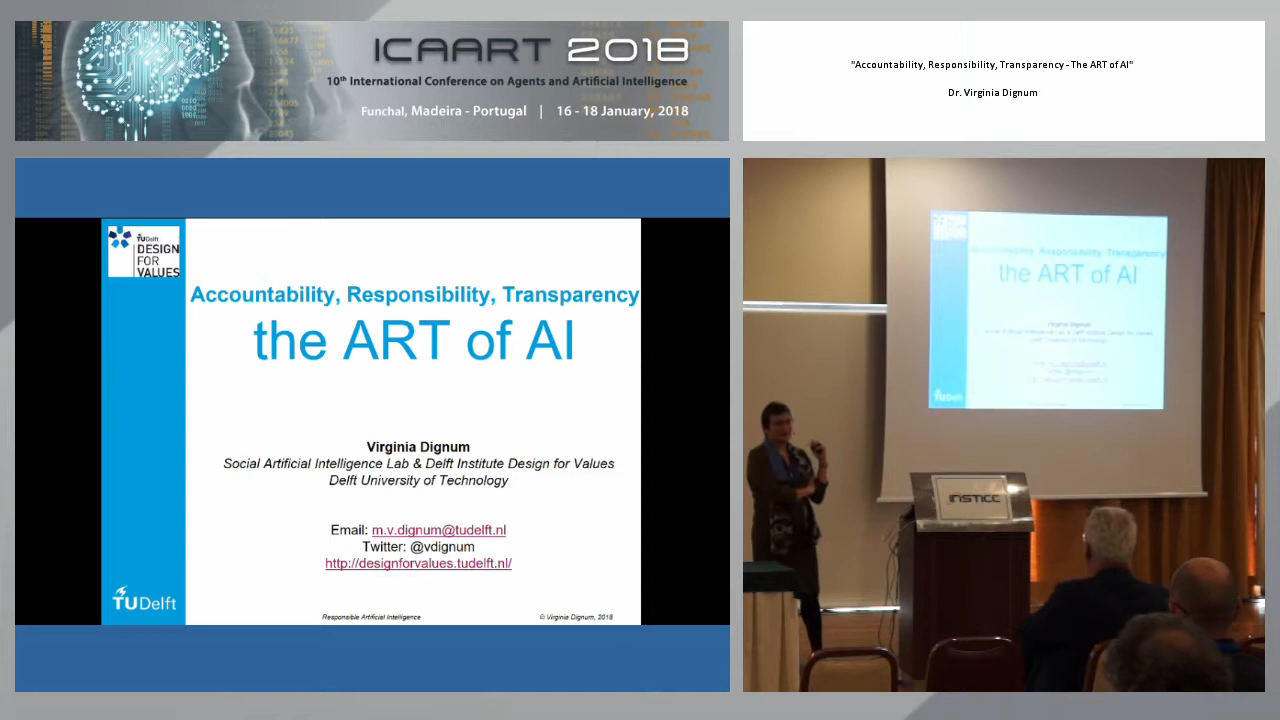 ICAART 2018
10th International Conference on Agents and Artificial Intelligence
Funchal, Madeira - Portugal | 16 - 18 January, 2018
"Accountability, Responsibility, Transparency - The ART of AI"
Dr. Virginia Dignum
TUDelft
DESIGN
FOR
VALUES
Accountability, Responsibility, Transparency
the ART of AI
Virginia Dignum
Social Artificial Intelligence Lab & Delft Institute Design for Values
Delft University of Technology
Email: m.v.dignum@tudelft.nl
Twitter: @vdignum
http://designforvalues.tudelft.nl/
TUDelft
Responsible Artificial Intelligence
© Virginia Dignum, 2018
Accountability, Responsibility, Transparency
the ART of AI
Virginia Dignum
TUDelft
INSTICC